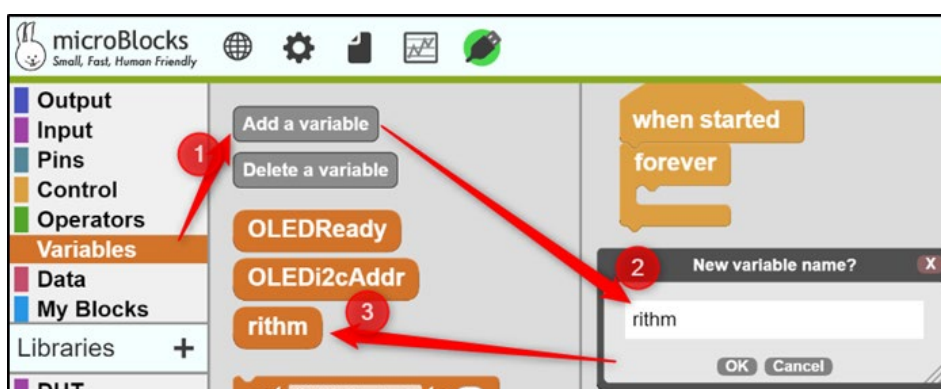 microBlocks
Small, Fast, Human Friendly
Output
Input
Pins
Control
Operators
Variables
Data
My Blocks
Libraries +
1
Add a variable
Delete a variable
OLEDReady
OLEDi2cAddr
rithm
3
when started
forever
2
New variable name?
X
rithm
OK
Cancel